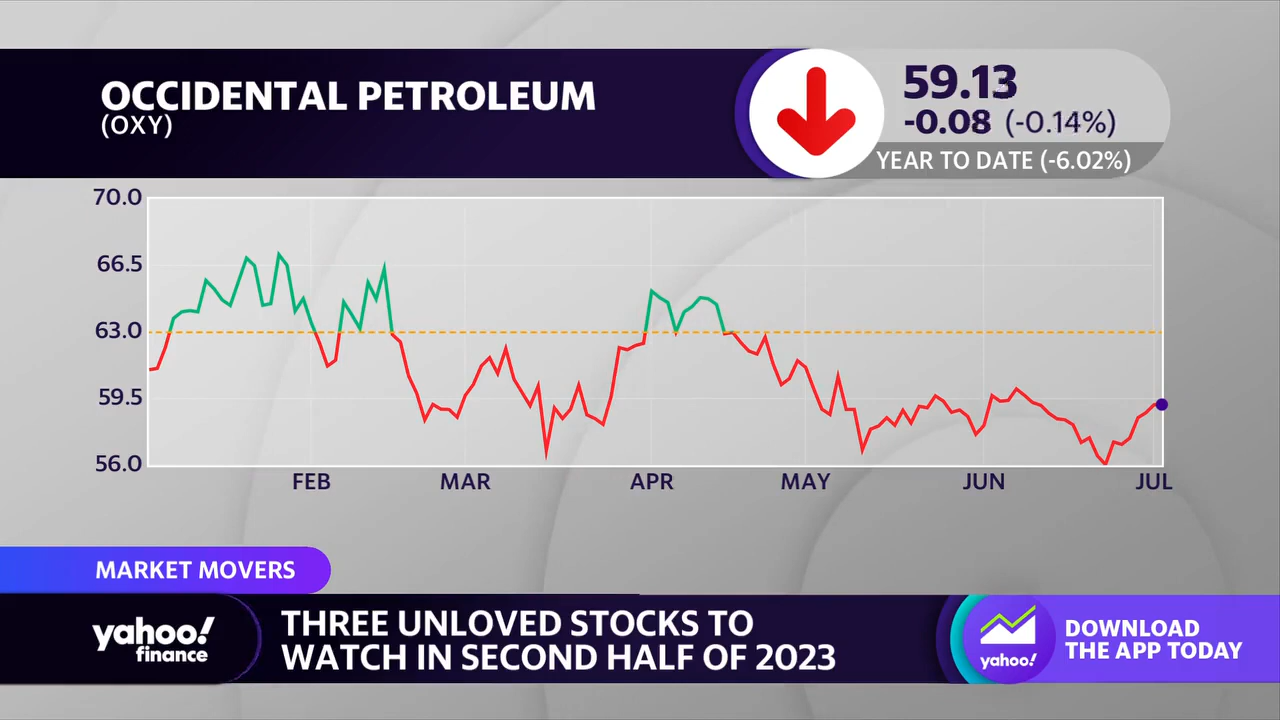 OCCIDENTAL PETROLEUM
(OXY)
59.13
-0.08 (-0.14%)
YEAR TO DATE (-6.02%)
70.0
66.5
63.0
59.5
56.0
FEB MAR APR MAY JUN JUL
MARKET MOVERS
yahoo!
finance
THREE UNLOVED STOCKS TO
WATCH IN SECOND HALF OF 2023
yahoo!
DOWNLOAD
THE APP TODAY